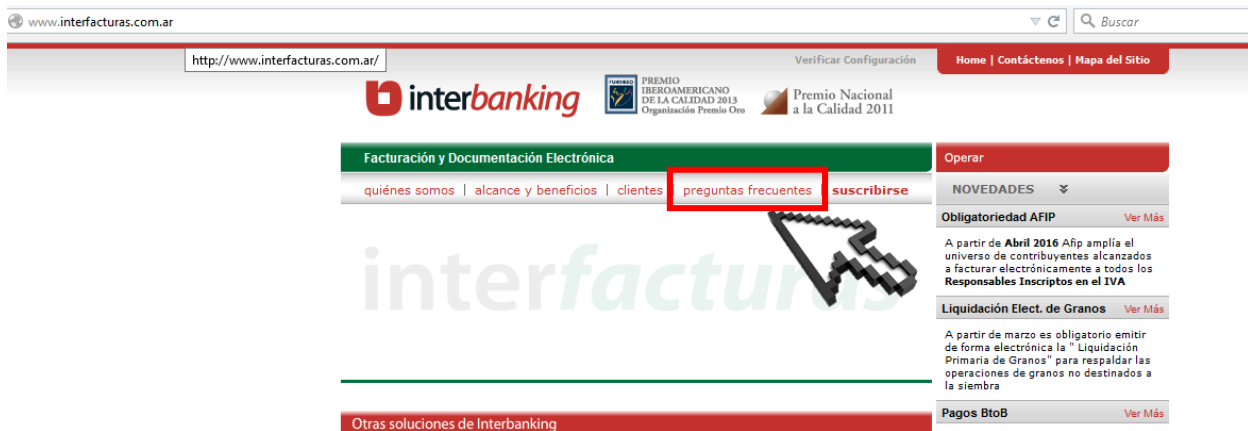 www.interfacturas.com.ar
Buscar
http://www.interfacturas.com.ar/
Verificar Configuración
Home | Contáctenos | Mapa del Sitio
interbanking
FUNDIBEQ
PREMIO
IBEROAMERICANO
DE LA CALIDAD 2013
Organización Premio Oro
Premio Nacional
a la Calidad 2011
Facturación y Documentación Electrónica
Operar
quiénes somos | alcance y beneficios | clientes | preguntas frecuentes | suscribirse
NOVEDADES
Obligatoriedad AFIP Ver Más
A partir de Abril 2016 Afip amplía el
universo de contribuyentes alcanzados
a facturar electrónicamente a todos los
Responsables Inscriptos en el IVA
interfacturas
Liquidación Elect. de Granos Ver Más
A partir de marzo es obligatorio emitir
de forma electrónica la " Liquidación
Primaria de Granos" para respaldar las
operaciones de granos no destinados a
la siembra
Pagos BtoB Ver Más
Otras soluciones de Interbanking